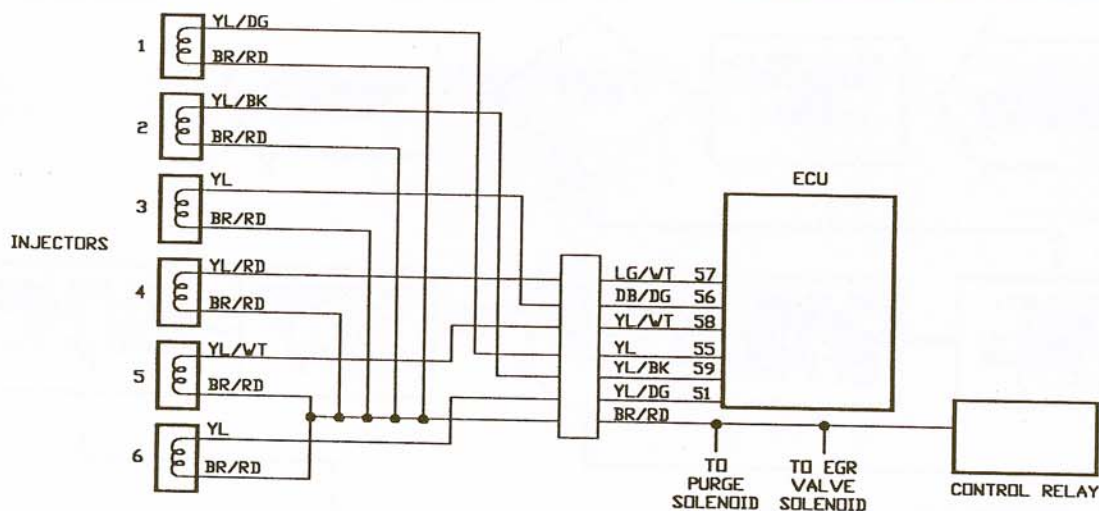 1
YL/DG
BR/RD
2
YL/BK
BR/RD
3
YL
BR/RD
INJECTORS
4
YL/RD
BR/RD
5
YL/WT
BR/RD
6
YL
BR/RD
ECU
LG/WT 57
DB/DG 56
YL/WT 58
YL 55
YL/BK 59
YL/DG 51
BR/RD
TO
PURGE
SOLENOID
TO EGR
VALVE
SOLENOID
CONTROL RELAY